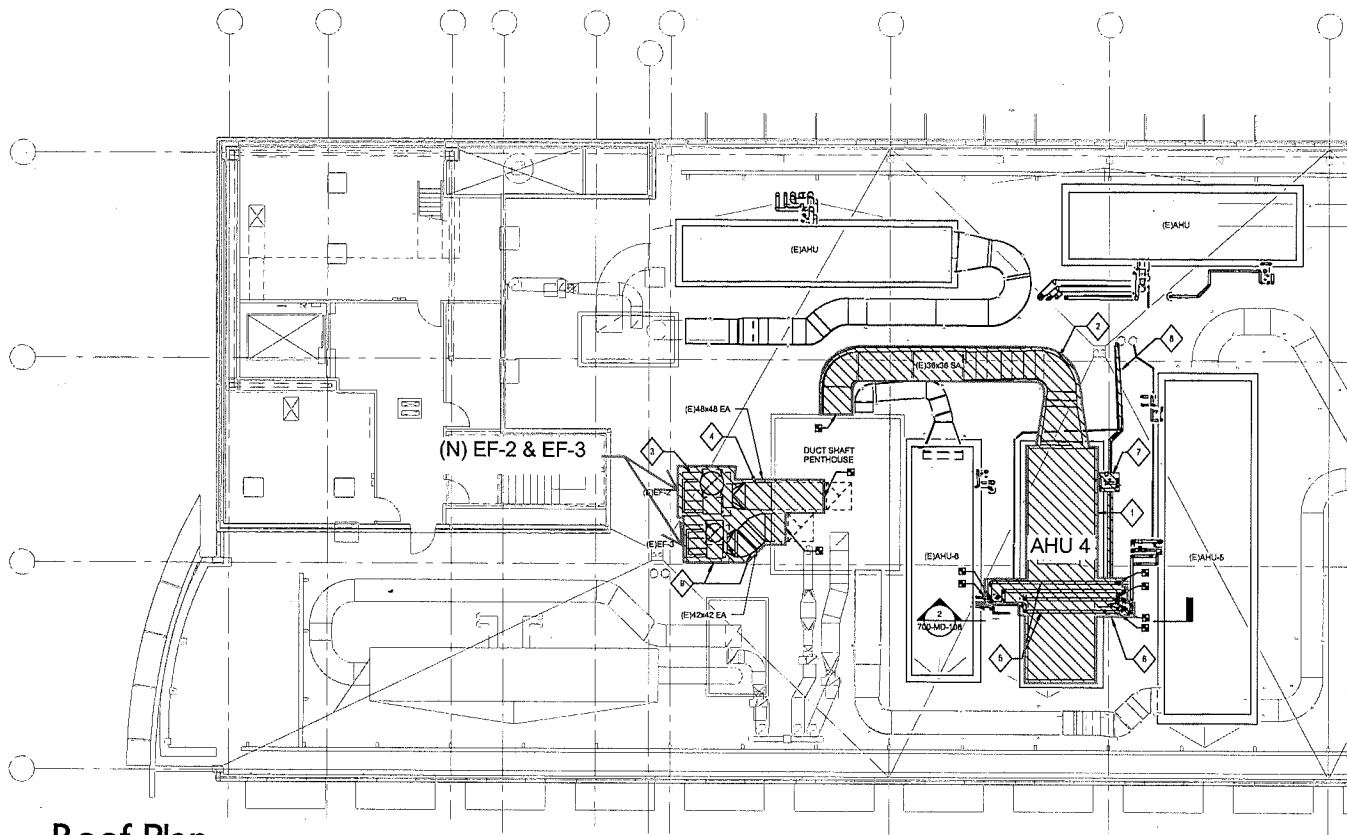 (E)AHU
(E)AHU
2
8
(E)36x36 SA
(E)48x48 EA
4
3
DUCT SHAFT
PENTHOUSE
(N) EF-2 & EF-3
7
(E)EF-2
1
(E)EF-3
AHU 4
(E)AHU-6
(E)AHU-5
9
(E)42x42 EA
2
700-MD-106
5
6
Roof Plan